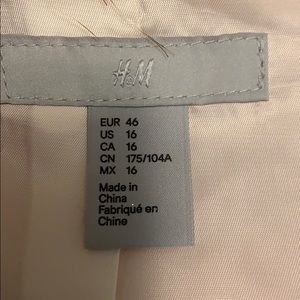 H&M
EUR 46
US 16
CA 16
CN 175/104A
MX 16
Made in
China
Fabriqué en
Chine